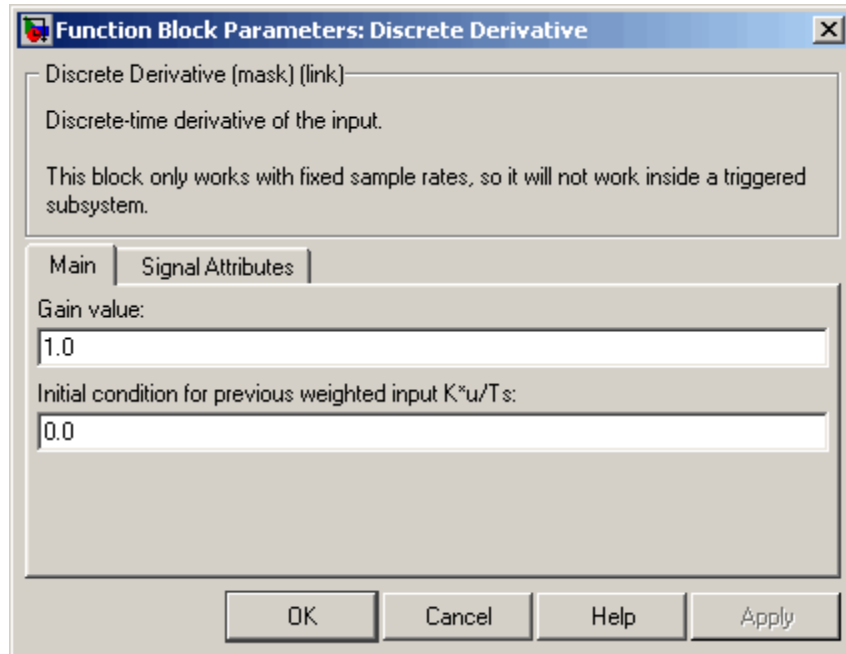 Function Block Parameters: Discrete Derivative
Discrete Derivative (mask) (link)
Discrete-time derivative of the input.
This block only works with fixed sample rates, so it will not work inside a triggered
subsystem.
Main
Signal Attributes
Gain value:
1.0
Initial condition for previous weighted input K*u/Ts:
0.0
OK
Cancel
Help
Apply